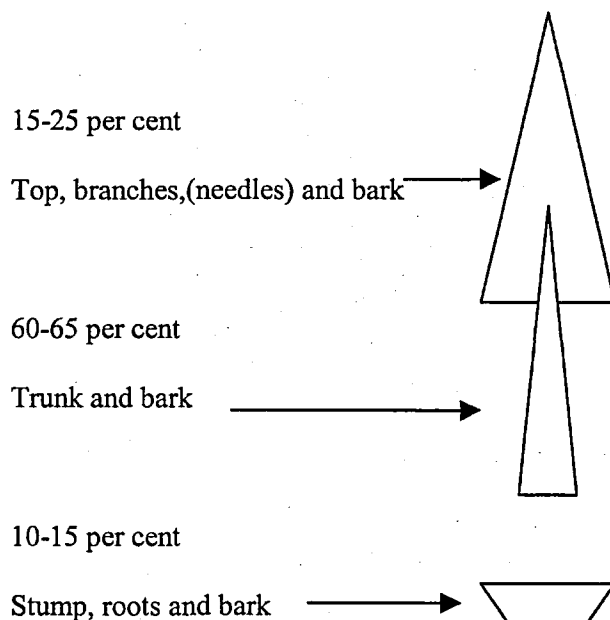 15-25 per cent
Top, branches,(needles) and bark
60-65 per cent
Trunk and bark
10-15 per cent
Stump, roots and bark